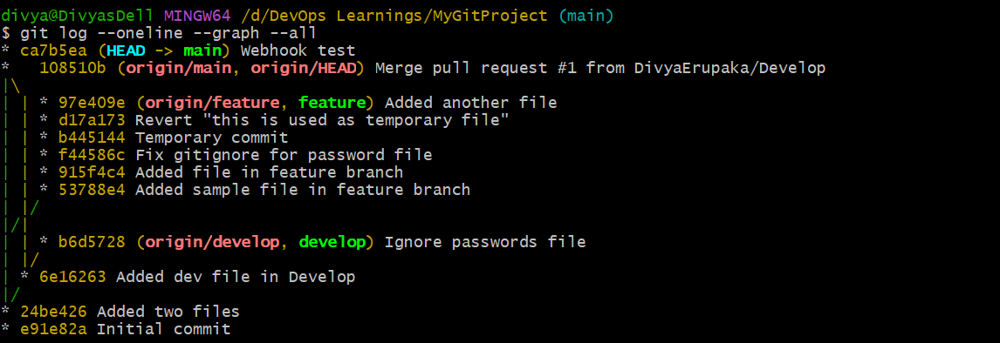 divya@DivyasDell MINGW64 /d/DevOps Learnings/MyGitProject (main)
$ git log --oneline --graph --all
* ca7b5ea (HEAD -> main) Webhook test
*   108510b (origin/main, origin/HEAD) Merge pull request #1 from DivyaErupaka/Develop
|\
| | * 97e409e (origin/feature, feature) Added another file
| | * d17a173 Revert "this is used as temporary file"
| | * b445144 Temporary commit
| | * f44586c Fix gitignore for password file
| | * 915f4c4 Added file in feature branch
| | * 53788e4 Added sample file in feature branch
| |/
|/|
| | * b6d5728 (origin/develop, develop) Ignore passwords file
| |/
| * 6e16263 Added dev file in Develop
|/
* 24be426 Added two files
* e91e82a Initial commit